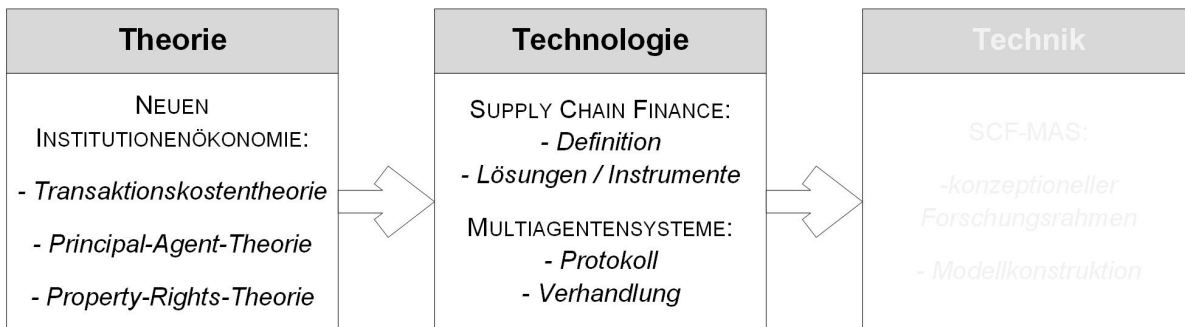 Theorie
NEUEN
INSTITUTIONENÖKONOMIE:
- Transaktionskostentheorie
- Principal-Agent-Theorie
- Property-Rights-Theorie
Technologie
SUPPLY CHAIN FINANCE:
- Definition
- Lösungen / Instrumente
MULTIAGENTENSYSTEME:
- Protokoll
- Verhandlung
Technik
SCF-MAS:
-konzeptioneller
Forschungsrahmen
- Modellkonstruktion